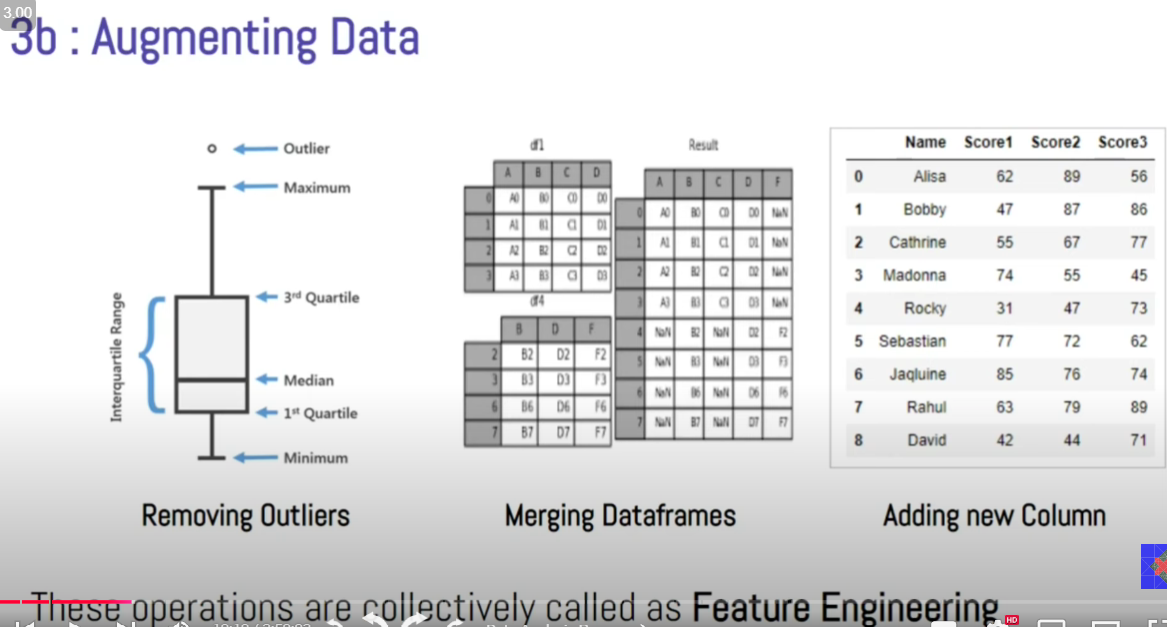 3.00
3b : Augmenting Data
Outlier
Maximum
3rd Quartile
Interquartile Range
Median
1st Quartile
Minimum
Removing Outliers
df1
A B C D
0 A0 B0 C0 D0
1 A1 B1 C1 D1
2 A2 B2 C2 D2
3 A3 B3 C3 D3
df4
B D F
2 B2 D2 F2
3 B3 D3 F3
6 B6 D6 F6
7 B7 D7 F7
Result
A B C D F
0 A0 B0 C0 D0 NaN
1 A1 B1 C1 D1 NaN
2 A2 B2 C2 D2 NaN
3 A3 B3 C3 D3 NaN
4 NaN B2 NaN D2 F2
5 NaN B3 NaN D3 F3
6 NaN B6 NaN D6 F6
7 NaN B7 NaN D7 F7
Merging Dataframes
Name Score1 Score2 Score3
0 Alisa 62 89 56
1 Bobby 47 87 86
2 Cathrine 55 67 77
3 Madonna 74 55 45
4 Rocky 31 47 73
5 Sebastian 77 72 62
6 Jaqluine 85 76 74
7 Rahul 63 79 89
8 David 42 44 71
Adding new Column
These operations are collectively called as Feature Engineering
HD